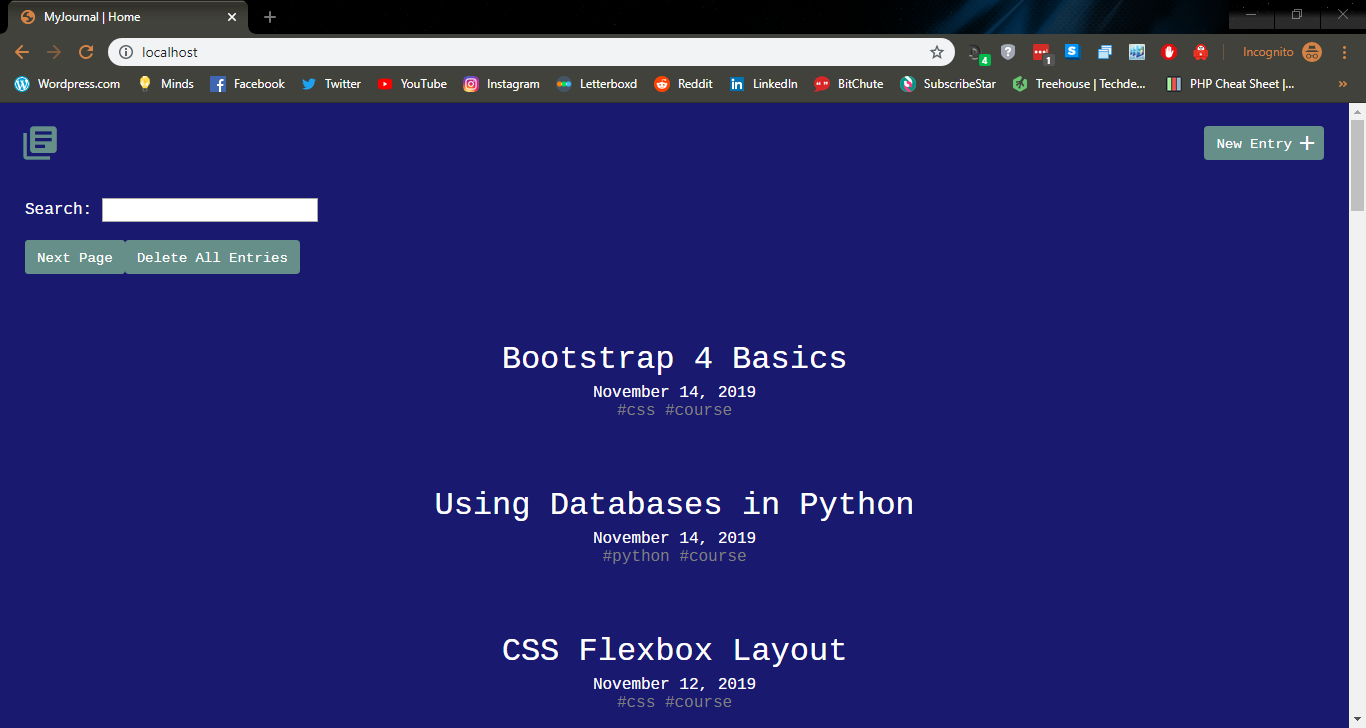 MyJournal | Home
localhost
4
1
Incognito
Wordpress.com Minds Facebook Twitter YouTube Instagram Letterboxd Reddit LinkedIn BitChute SubscribeStar Treehouse | Techde... PHP Cheat Sheet |... »
New Entry +
Search:
Next Page Delete All Entries
Bootstrap 4 Basics
November 14, 2019
#css #course
Using Databases in Python
November 14, 2019
#python #course
CSS Flexbox Layout
November 12, 2019
#css #course